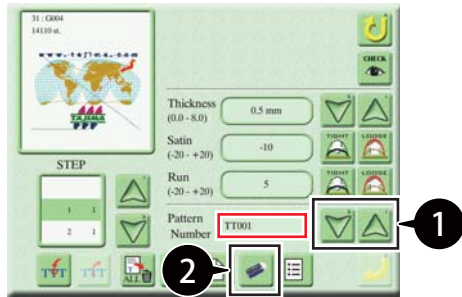 31 : G004
14110 st.
www.tajima.com
TAJIMA
CHECK
Thickness
(0.0 - 8.0)
0.5 mm
Satin
(-20 - +20)
-10
TIGHT
LOOSE
Run
(-20 - +20)
5
TIGHT
LOOSE
STEP
1 1
2 1
Pattern
Number
TT001
1
2
ALL